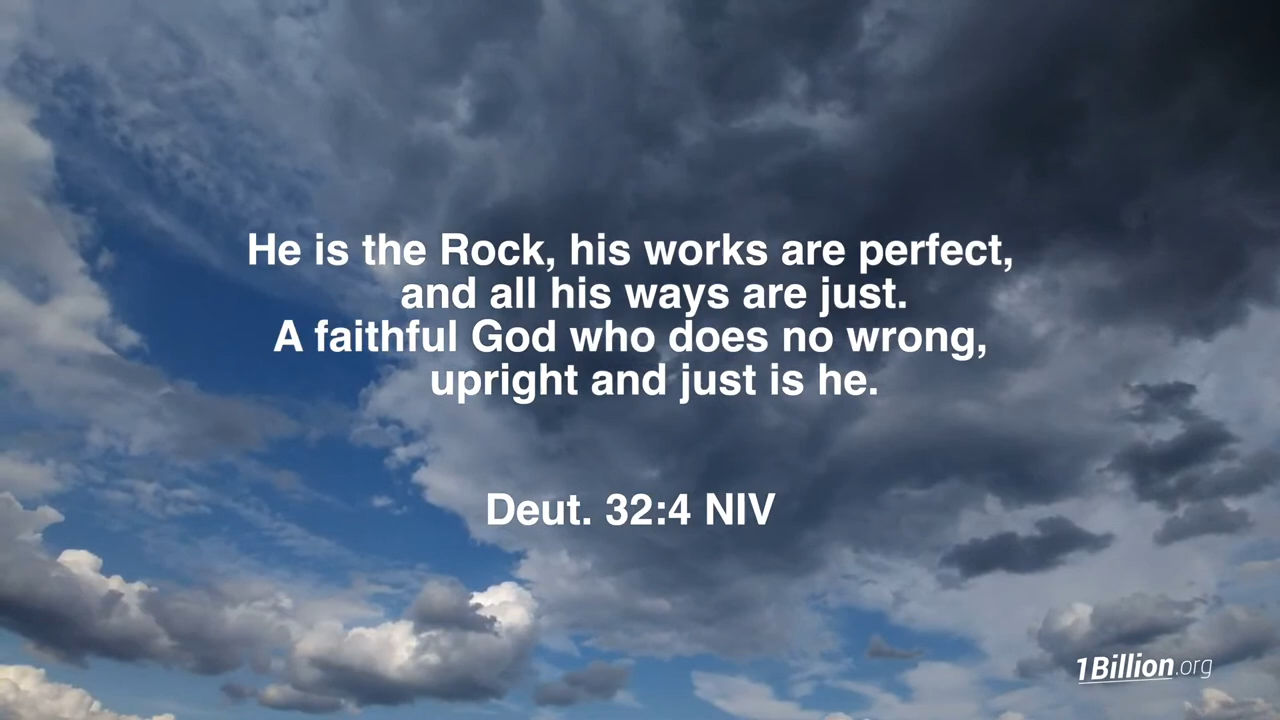 He is the Rock, his works are perfect,
and all his ways are just.
A faithful God who does no wrong,
upright and just is he.
Deut. 32:4 NIV
1Billion.org